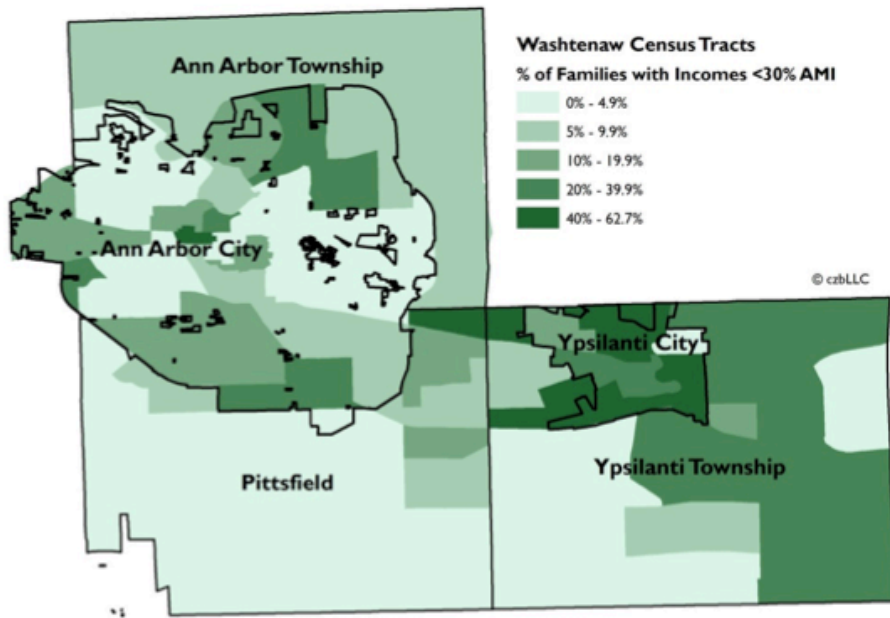 Washtenaw Census Tracts
% of Families with Incomes <30% AMI
0% - 4.9%
5% - 9.9%
10% - 19.9%
20% - 39.9%
40% - 62.7%
© czbLLC
Ann Arbor Township
Ann Arbor City
Ypsilanti City
Pittsfield
Ypsilanti Township